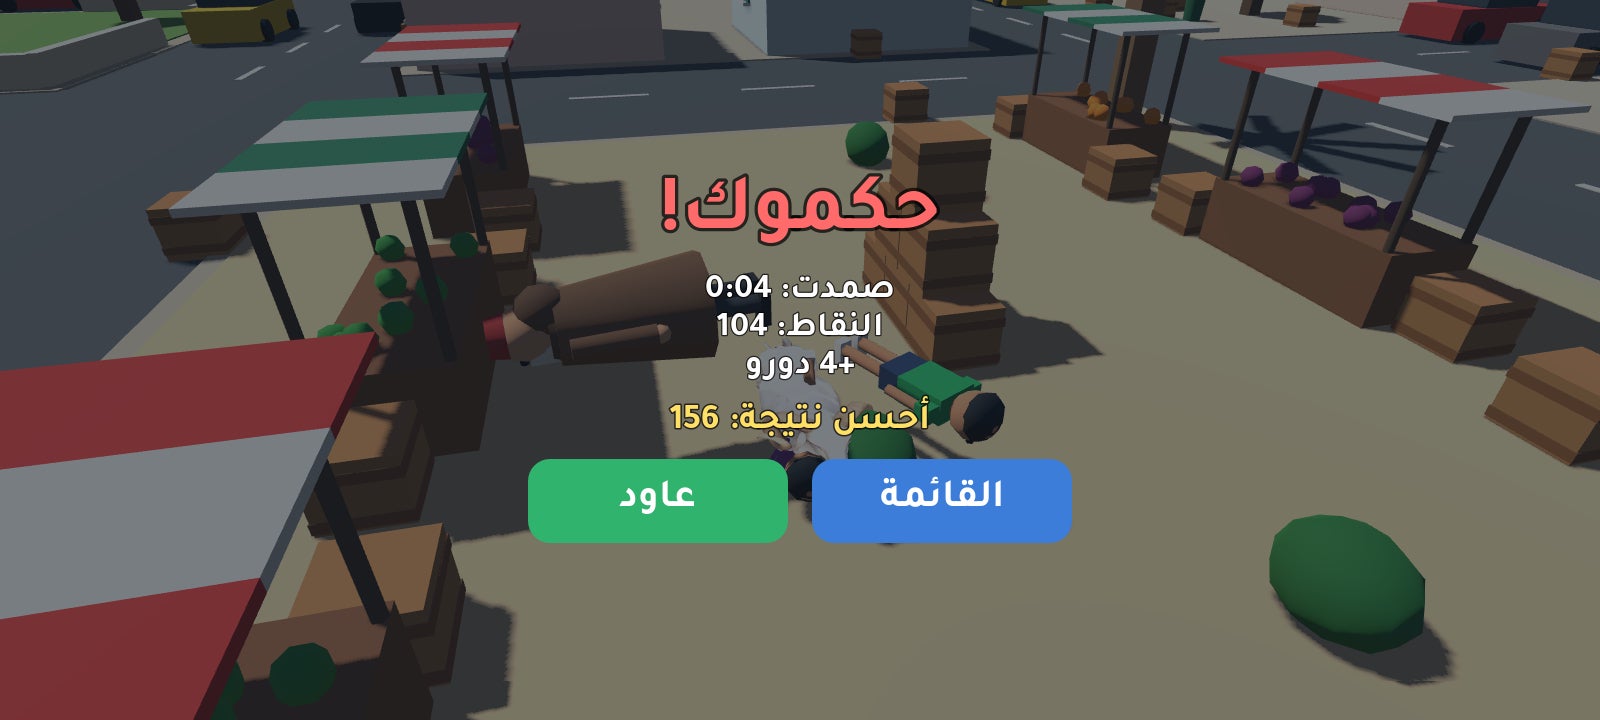 حكموك!
صمدت: 0:04
النقاط: 104
+4 دورو
أحسن نتيجة: 156
القائمة
عاود